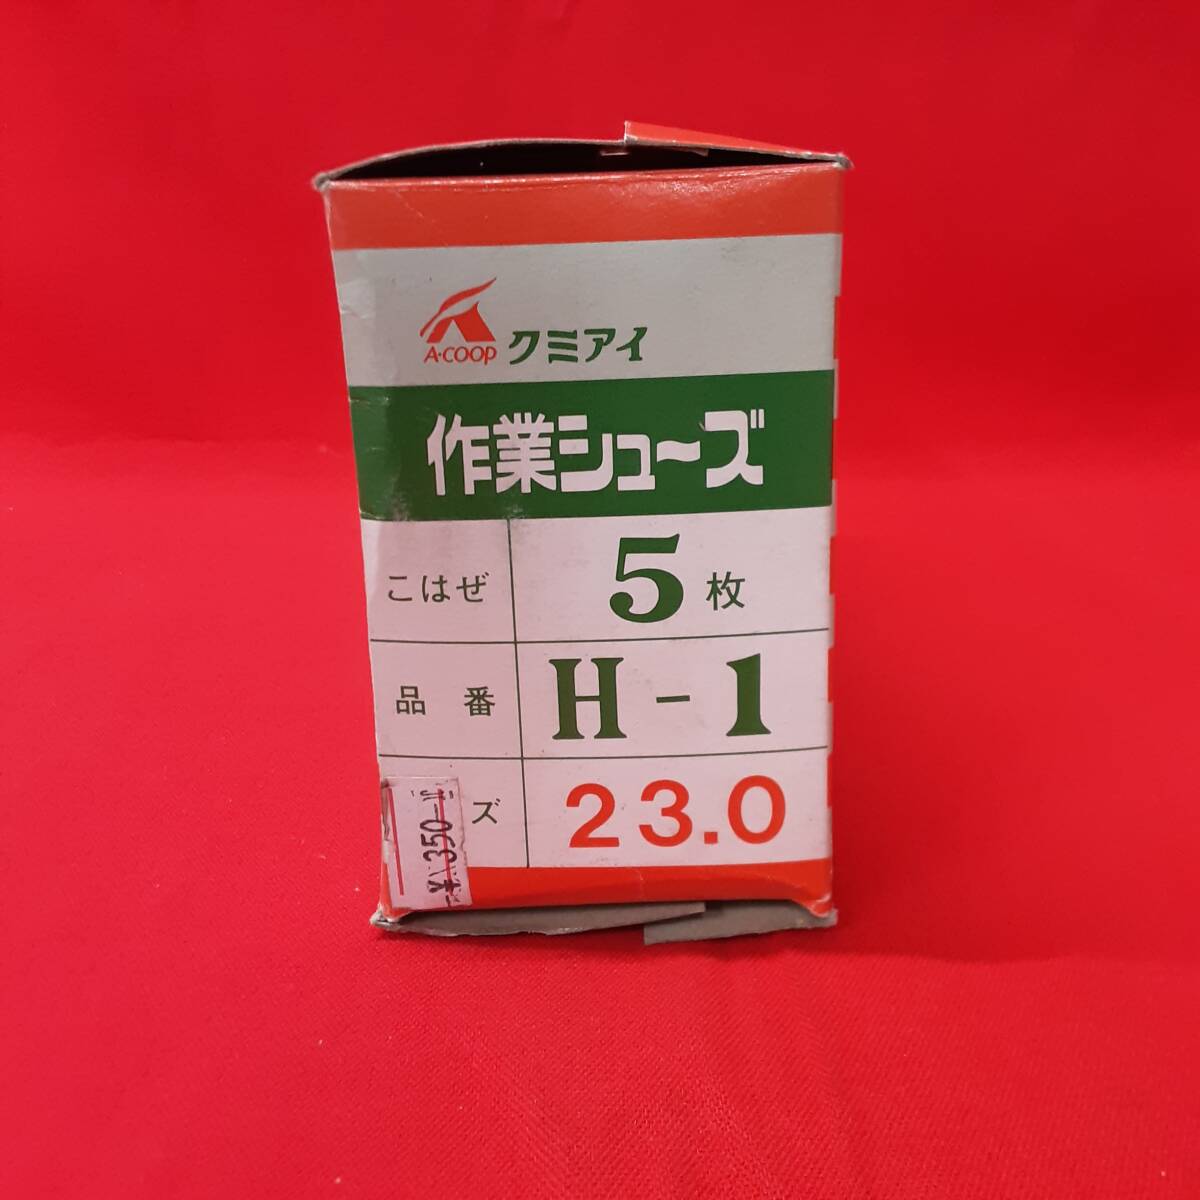 A·COOP クミアイ
作業シューズ
こはぜ 5枚
品番 H-1
ズ 23.0
¥350